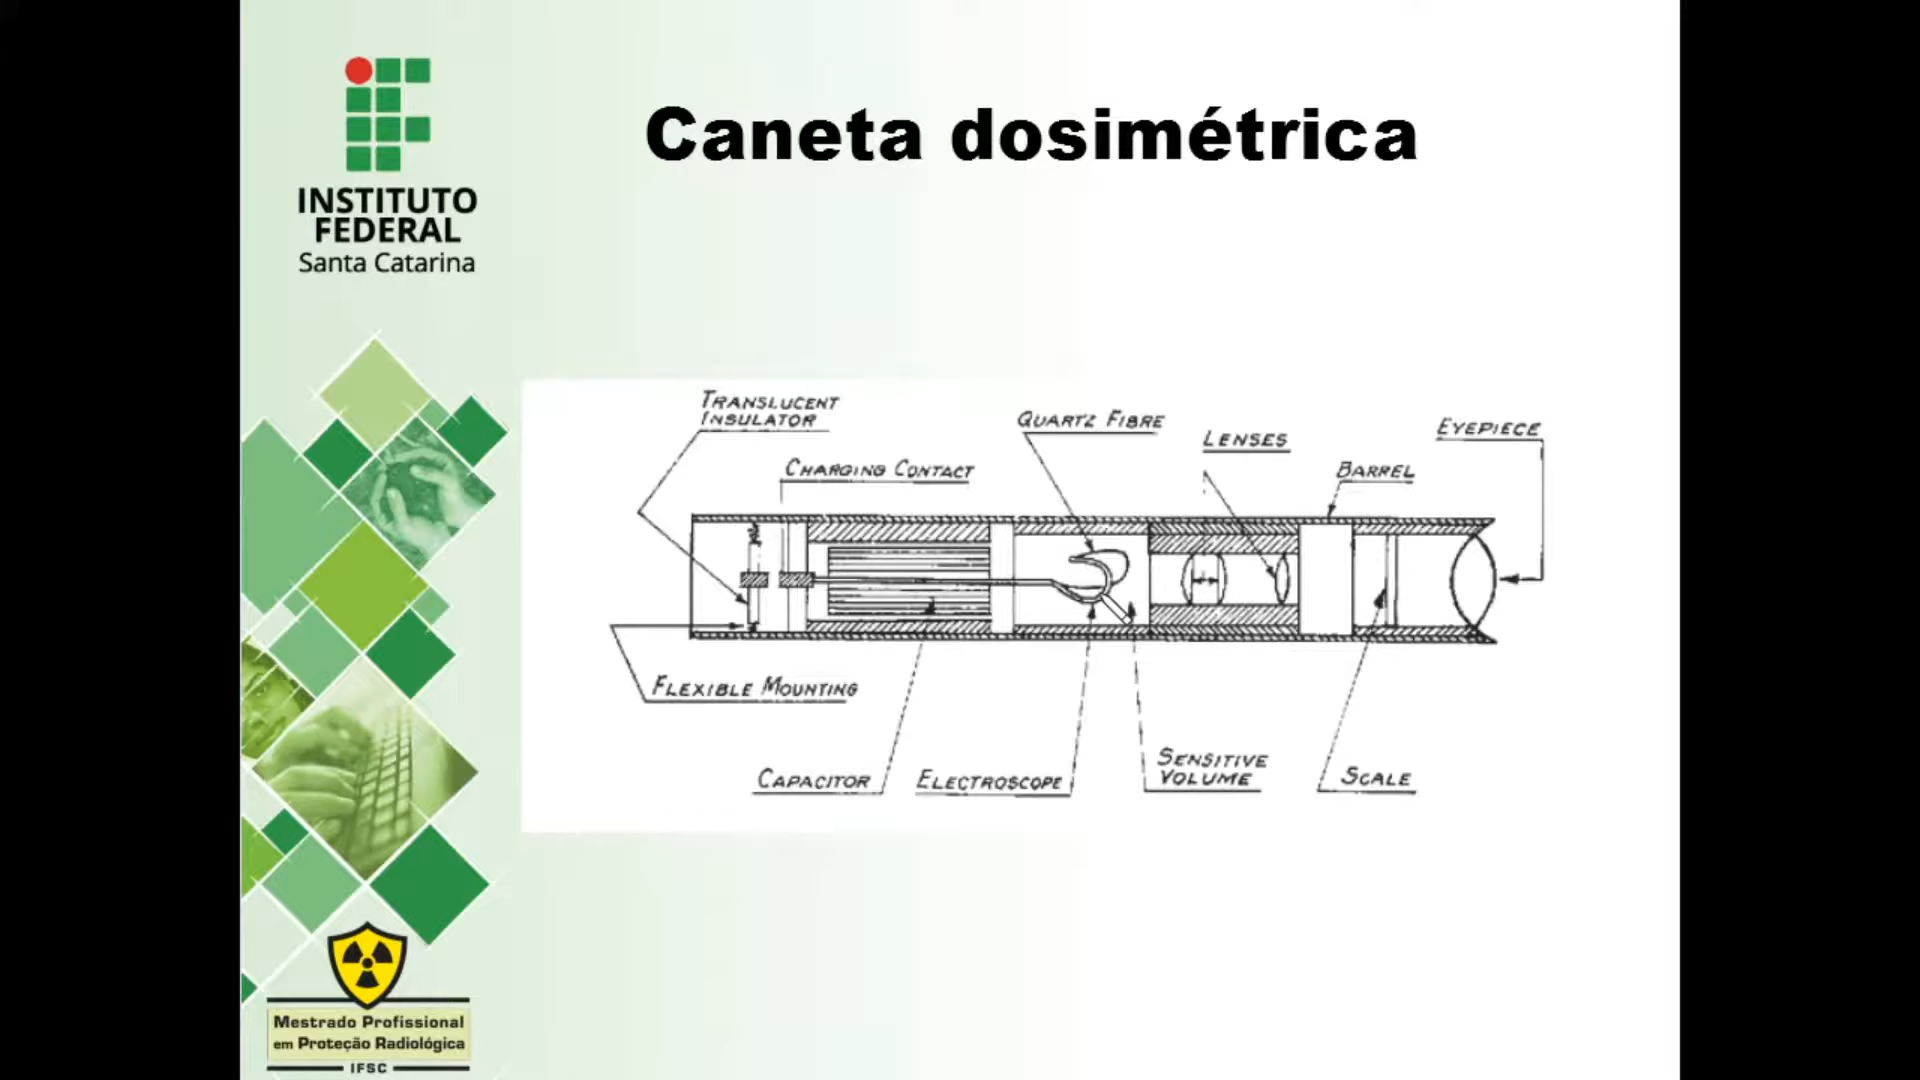 INSTITUTO
FEDERAL
Santa Catarina
Caneta dosimétrica
TRANSLUCENT
INSULATOR
CHARGING CONTACT
QUARTZ FIBRE
LENSES
BARREL
EYEPIECE
FLEXIBLE MOUNTING
CAPACITOR
ELECTROSCOPE
SENSITIVE
VOLUME
SCALE
Mestrado Profissional
em Proteção Radiológica
IFSC